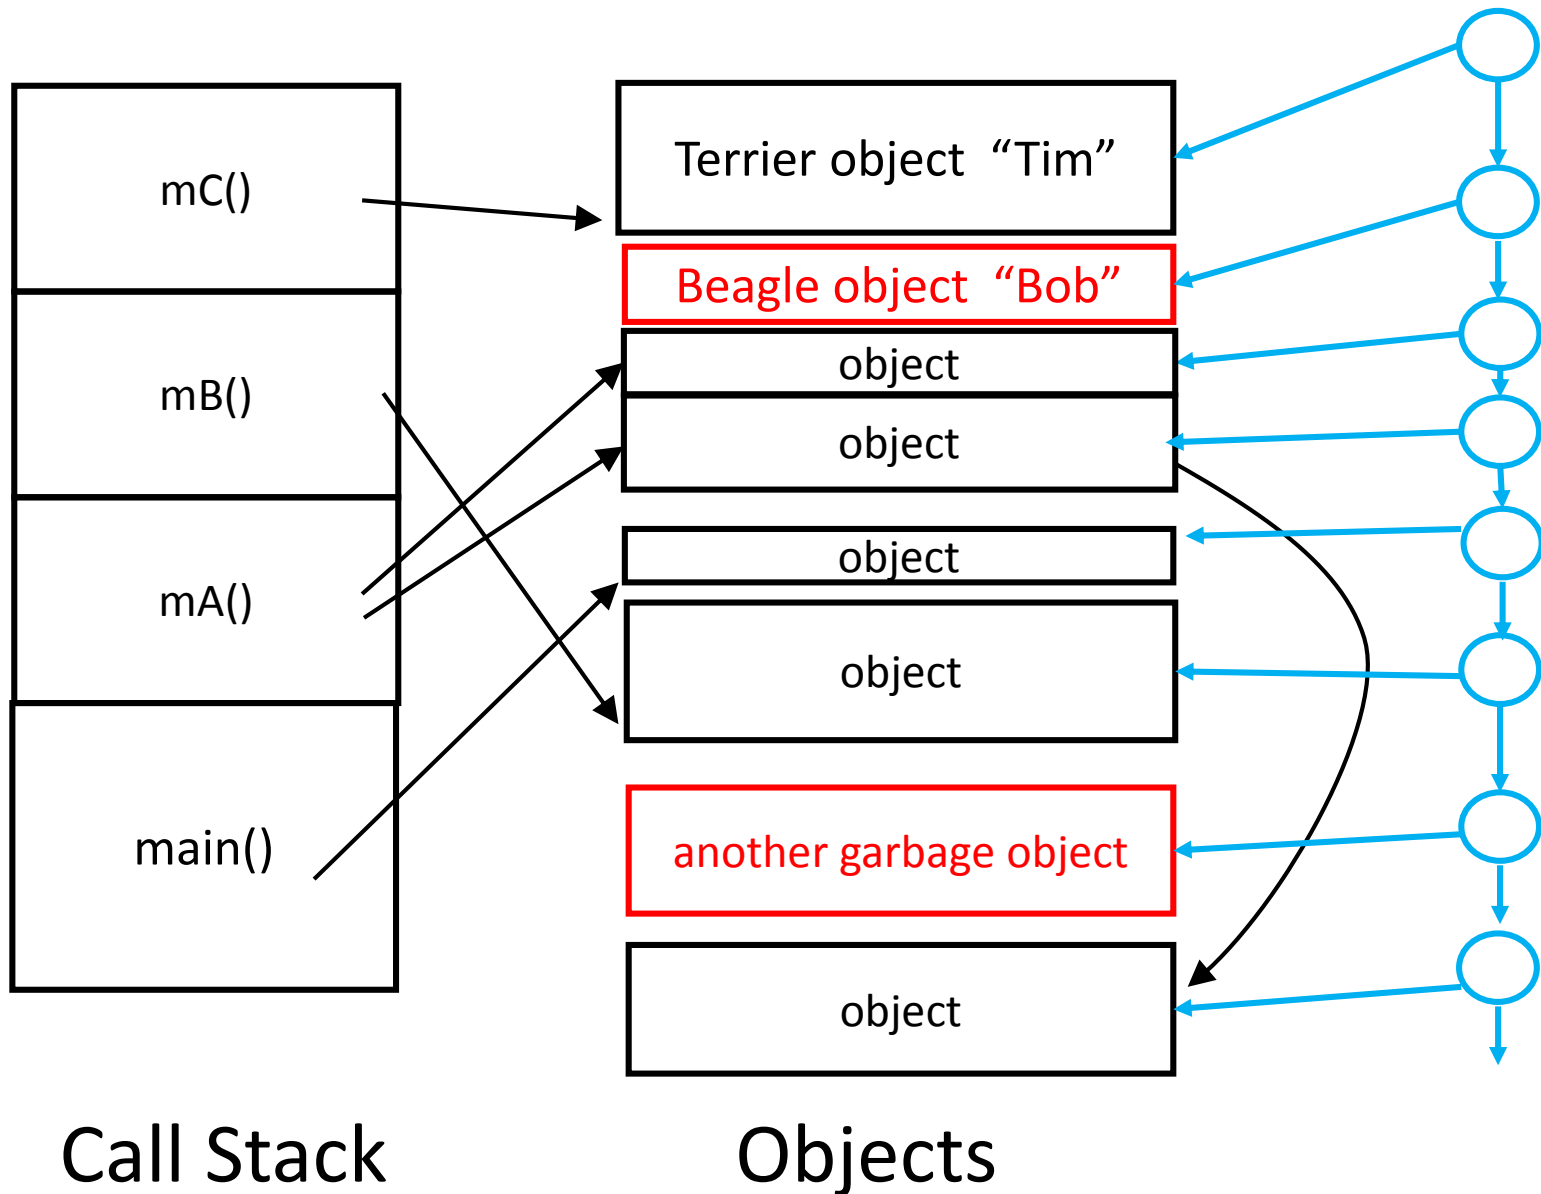 mC()
mB()
mA()
main()
Call Stack
Terrier object “Tim”
Beagle object “Bob”
object
object
object
object
another garbage object
object
Objects